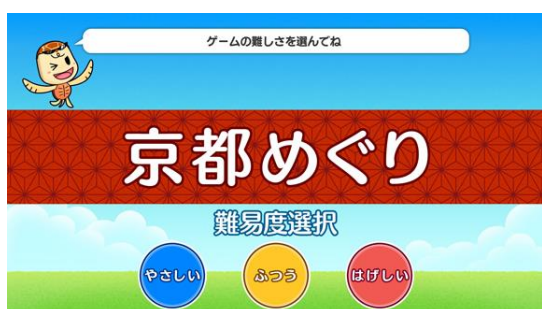 ゲームの難しさを選んでね
京都めぐり
難易度選択
やさしい ふつう はげしい